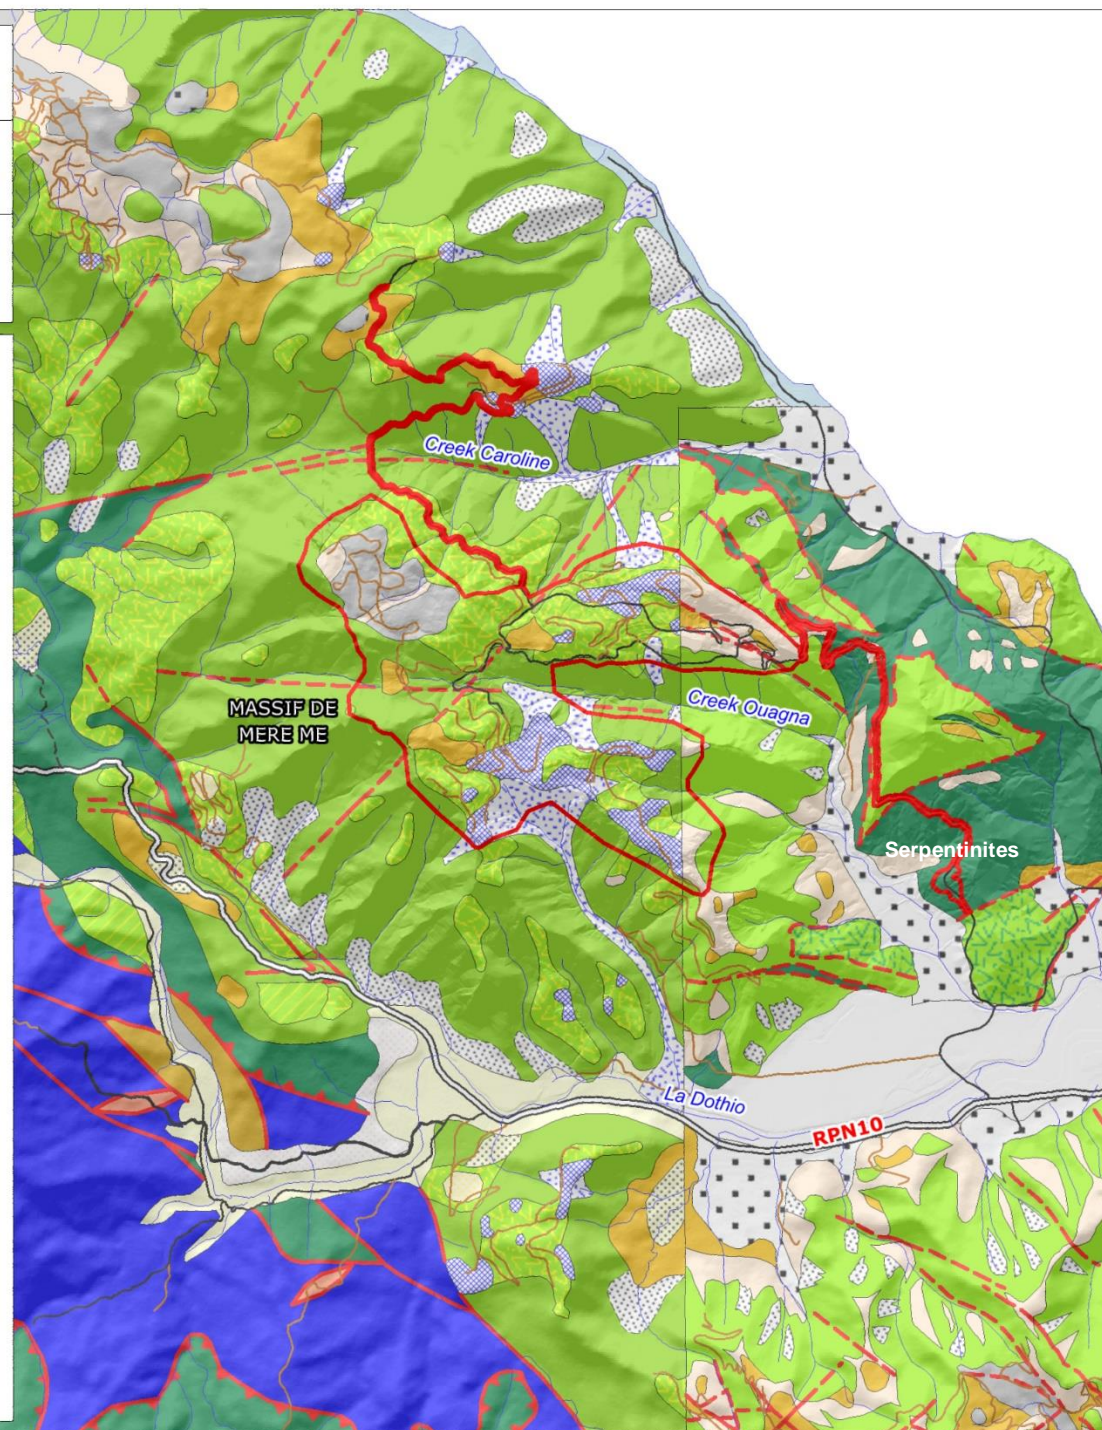 Creek Caroline
MASSIF DE
MERE ME
Creek Ouagna
Serpentinites
La Dothio
RPN10